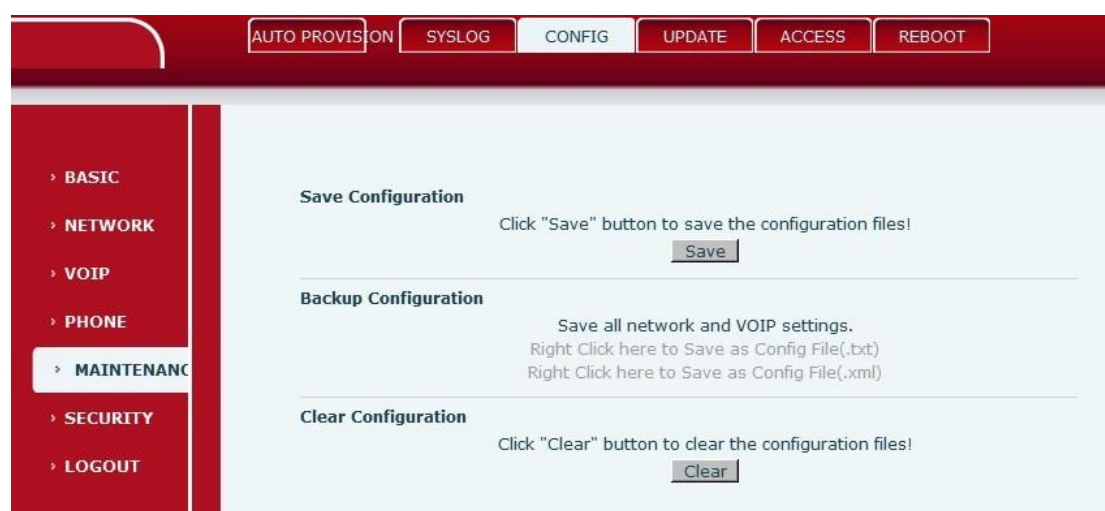 AUTO PROVISION SYSLOG CONFIG UPDATE ACCESS REBOOT
› BASIC
› NETWORK
› VOIP
› PHONE
› MAINTENANC
› SECURITY
› LOGOUT
Save Configuration
Click "Save" button to save the configuration files!
Save
Backup Configuration
Save all network and VOIP settings.
Right Click here to Save as Config File(.txt)
Right Click here to Save as Config File(.xml)
Clear Configuration
Click "Clear" button to clear the configuration files!
Clear